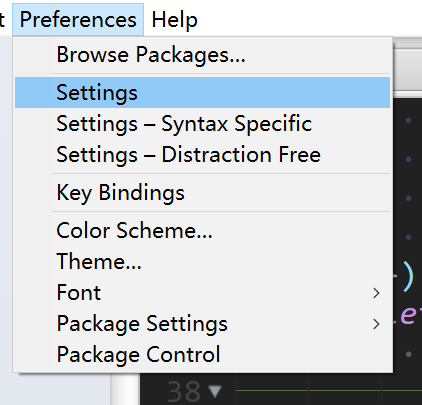 t Preferences Help
Browse Packages...
Settings
Settings – Syntax Specific
Settings – Distraction Free
Key Bindings
Color Scheme...
Theme...
Font
Package Settings
Package Control
)
et
38